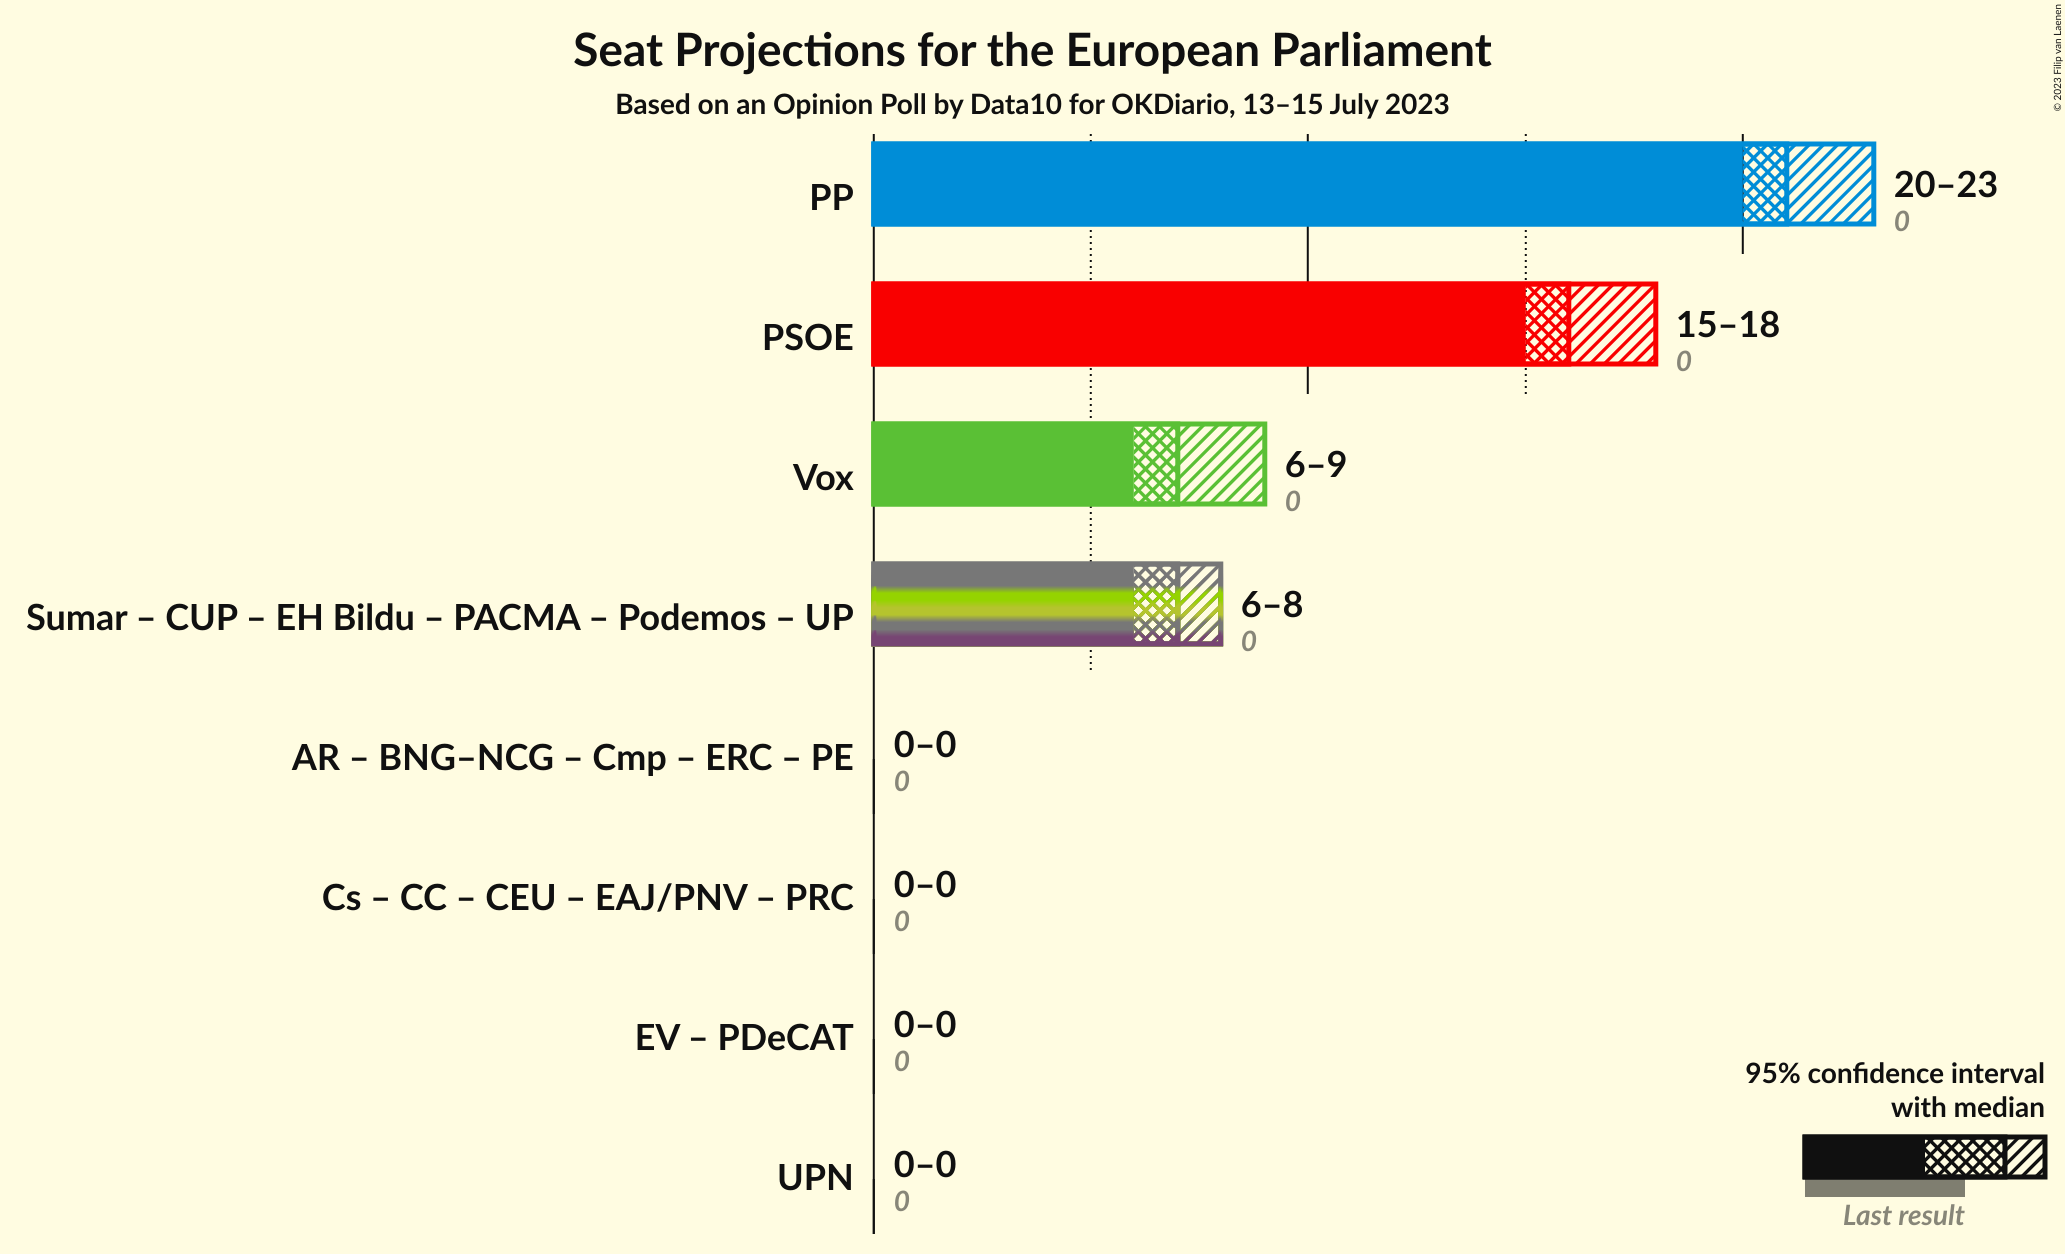 Seat Projections for the European Parliament
Based on an Opinion Poll by Data10 for OKDiario, 13–15 July 2023
© 2023 Filip van Laenen
PP
20–23
0
PSOE
15–18
0
Vox
6–9
0
Sumar – CUP – EH Bildu – PACMA – Podemos – UP
6–8
0
AR – BNG–NCG – Cmp – ERC – PE
0–0
0
Cs – CC – CEU – EAJ/PNV – PRC
0–0
0
EV – PDeCAT
0–0
0
UPN
0–0
0
95% confidence interval
with median
Last result